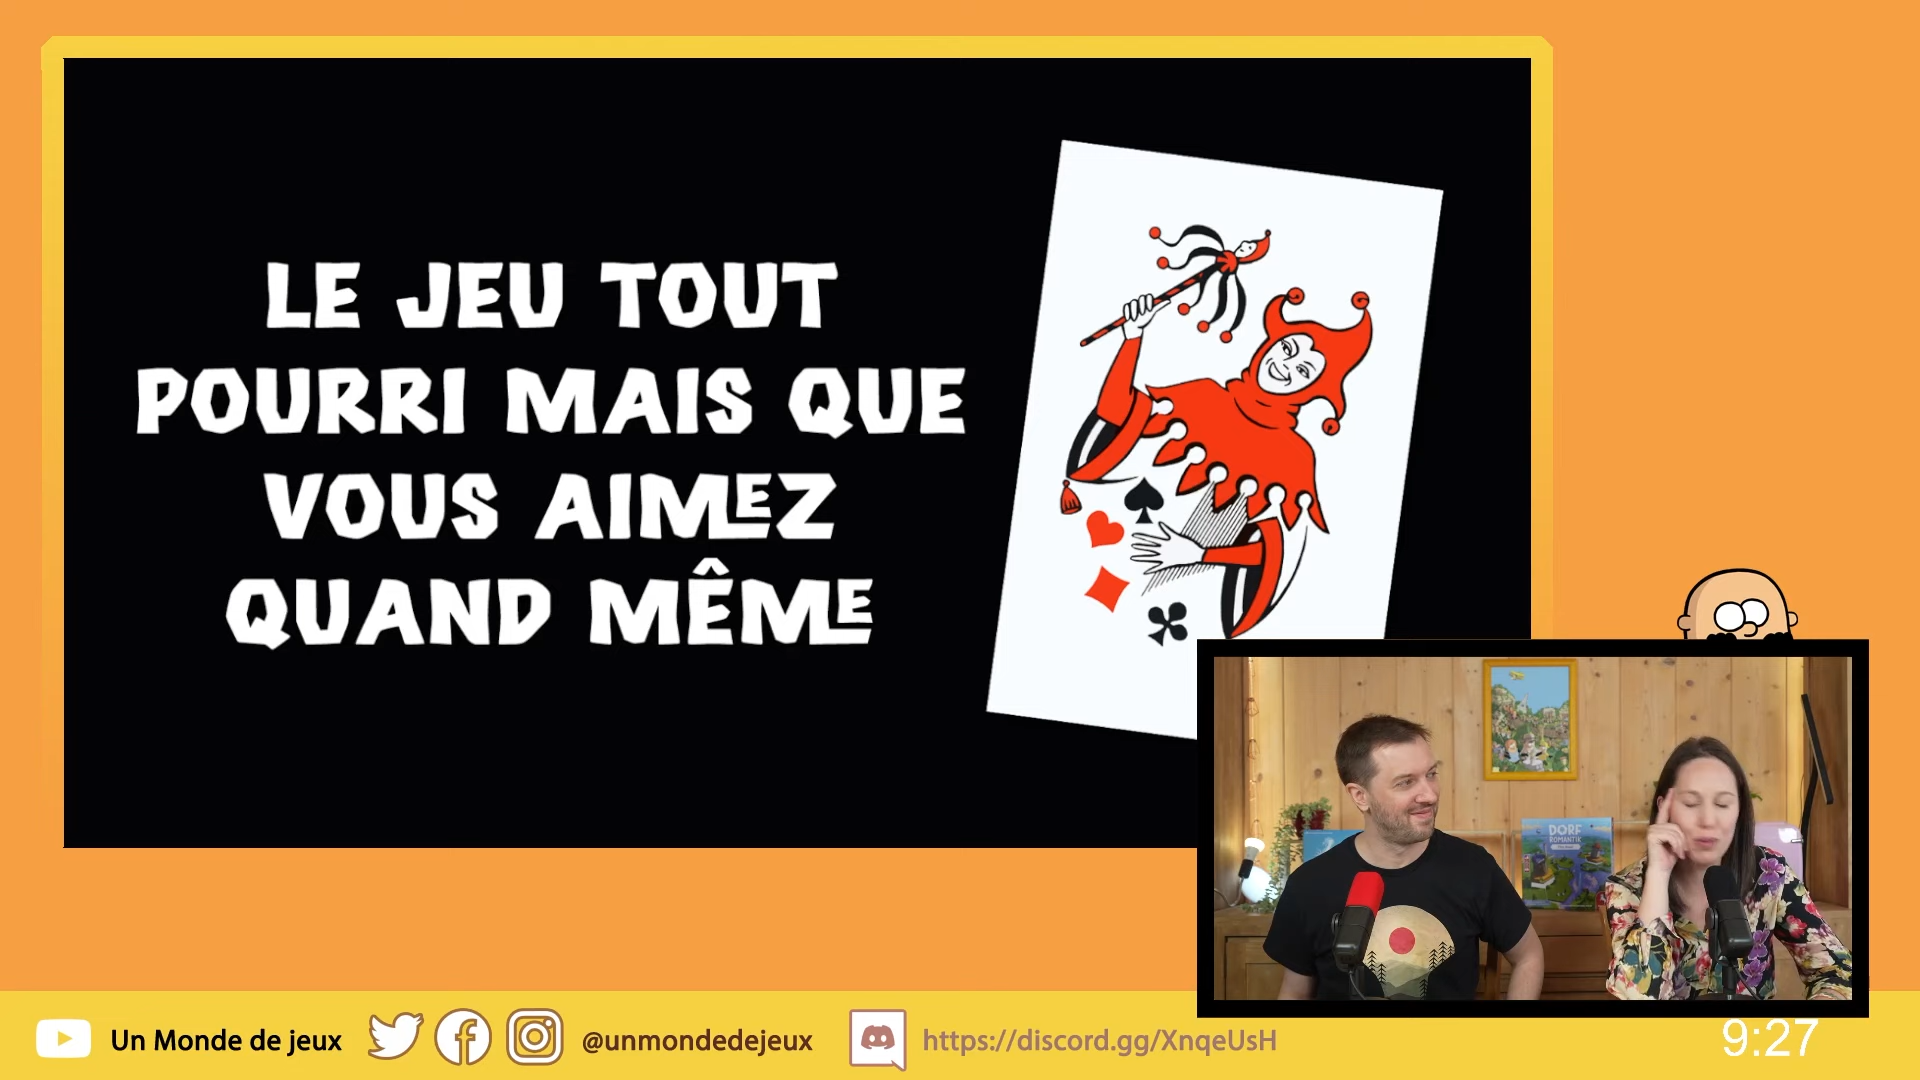 LE JEU TOUT
POURRI MAIS QUE
VOUS AIMEZ
QUAND MÊME
DORF
ROMANTIK
Un Monde de jeux
@unmondedejeux
https://discord.gg/XnqeUsH
9:27